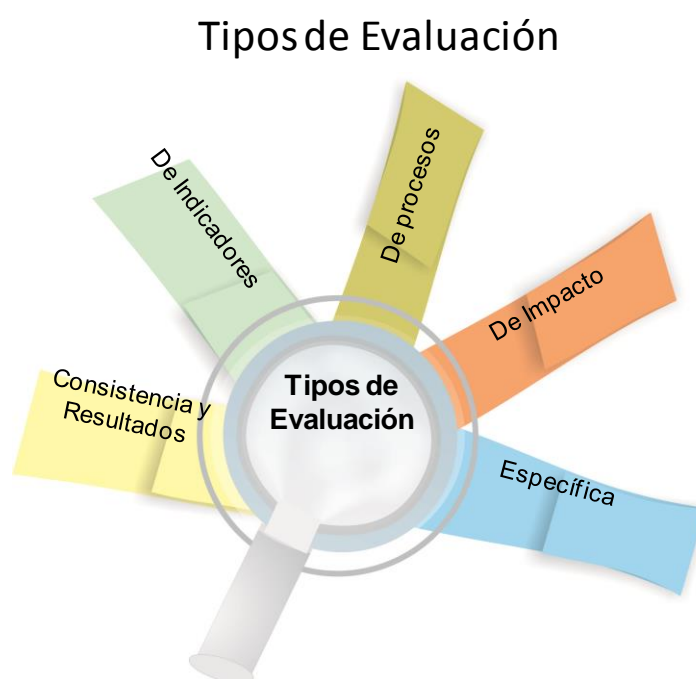 Tipos de Evaluación
De Indicadores
De procesos
De Impacto
Tipos de
Evaluación
Consistencia y
Resultados
Específica